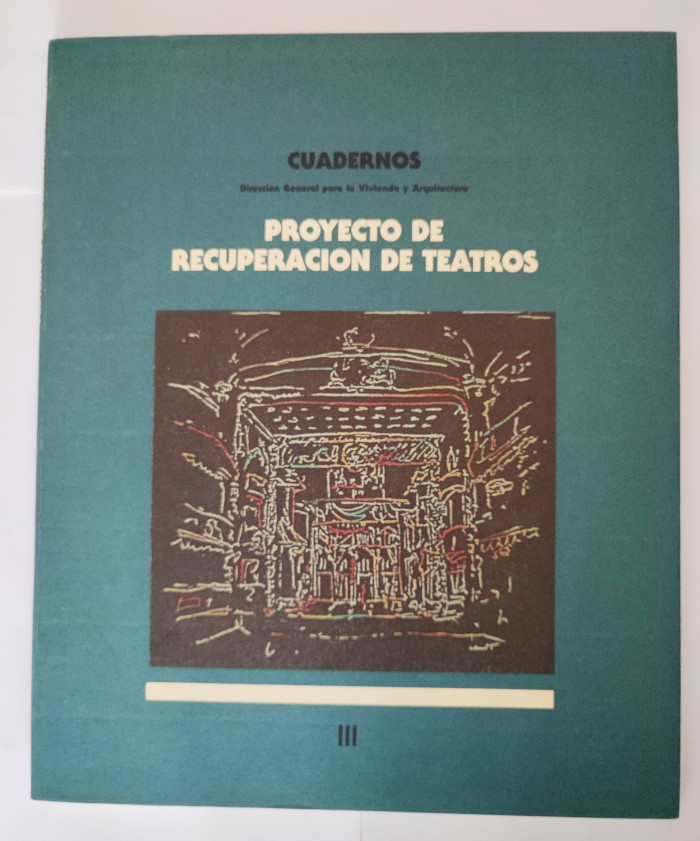 CUADERNOS
Dirección General para la Vivienda y Arquitectura
PROYECTO DE
RECUPERACION DE TEATROS
III